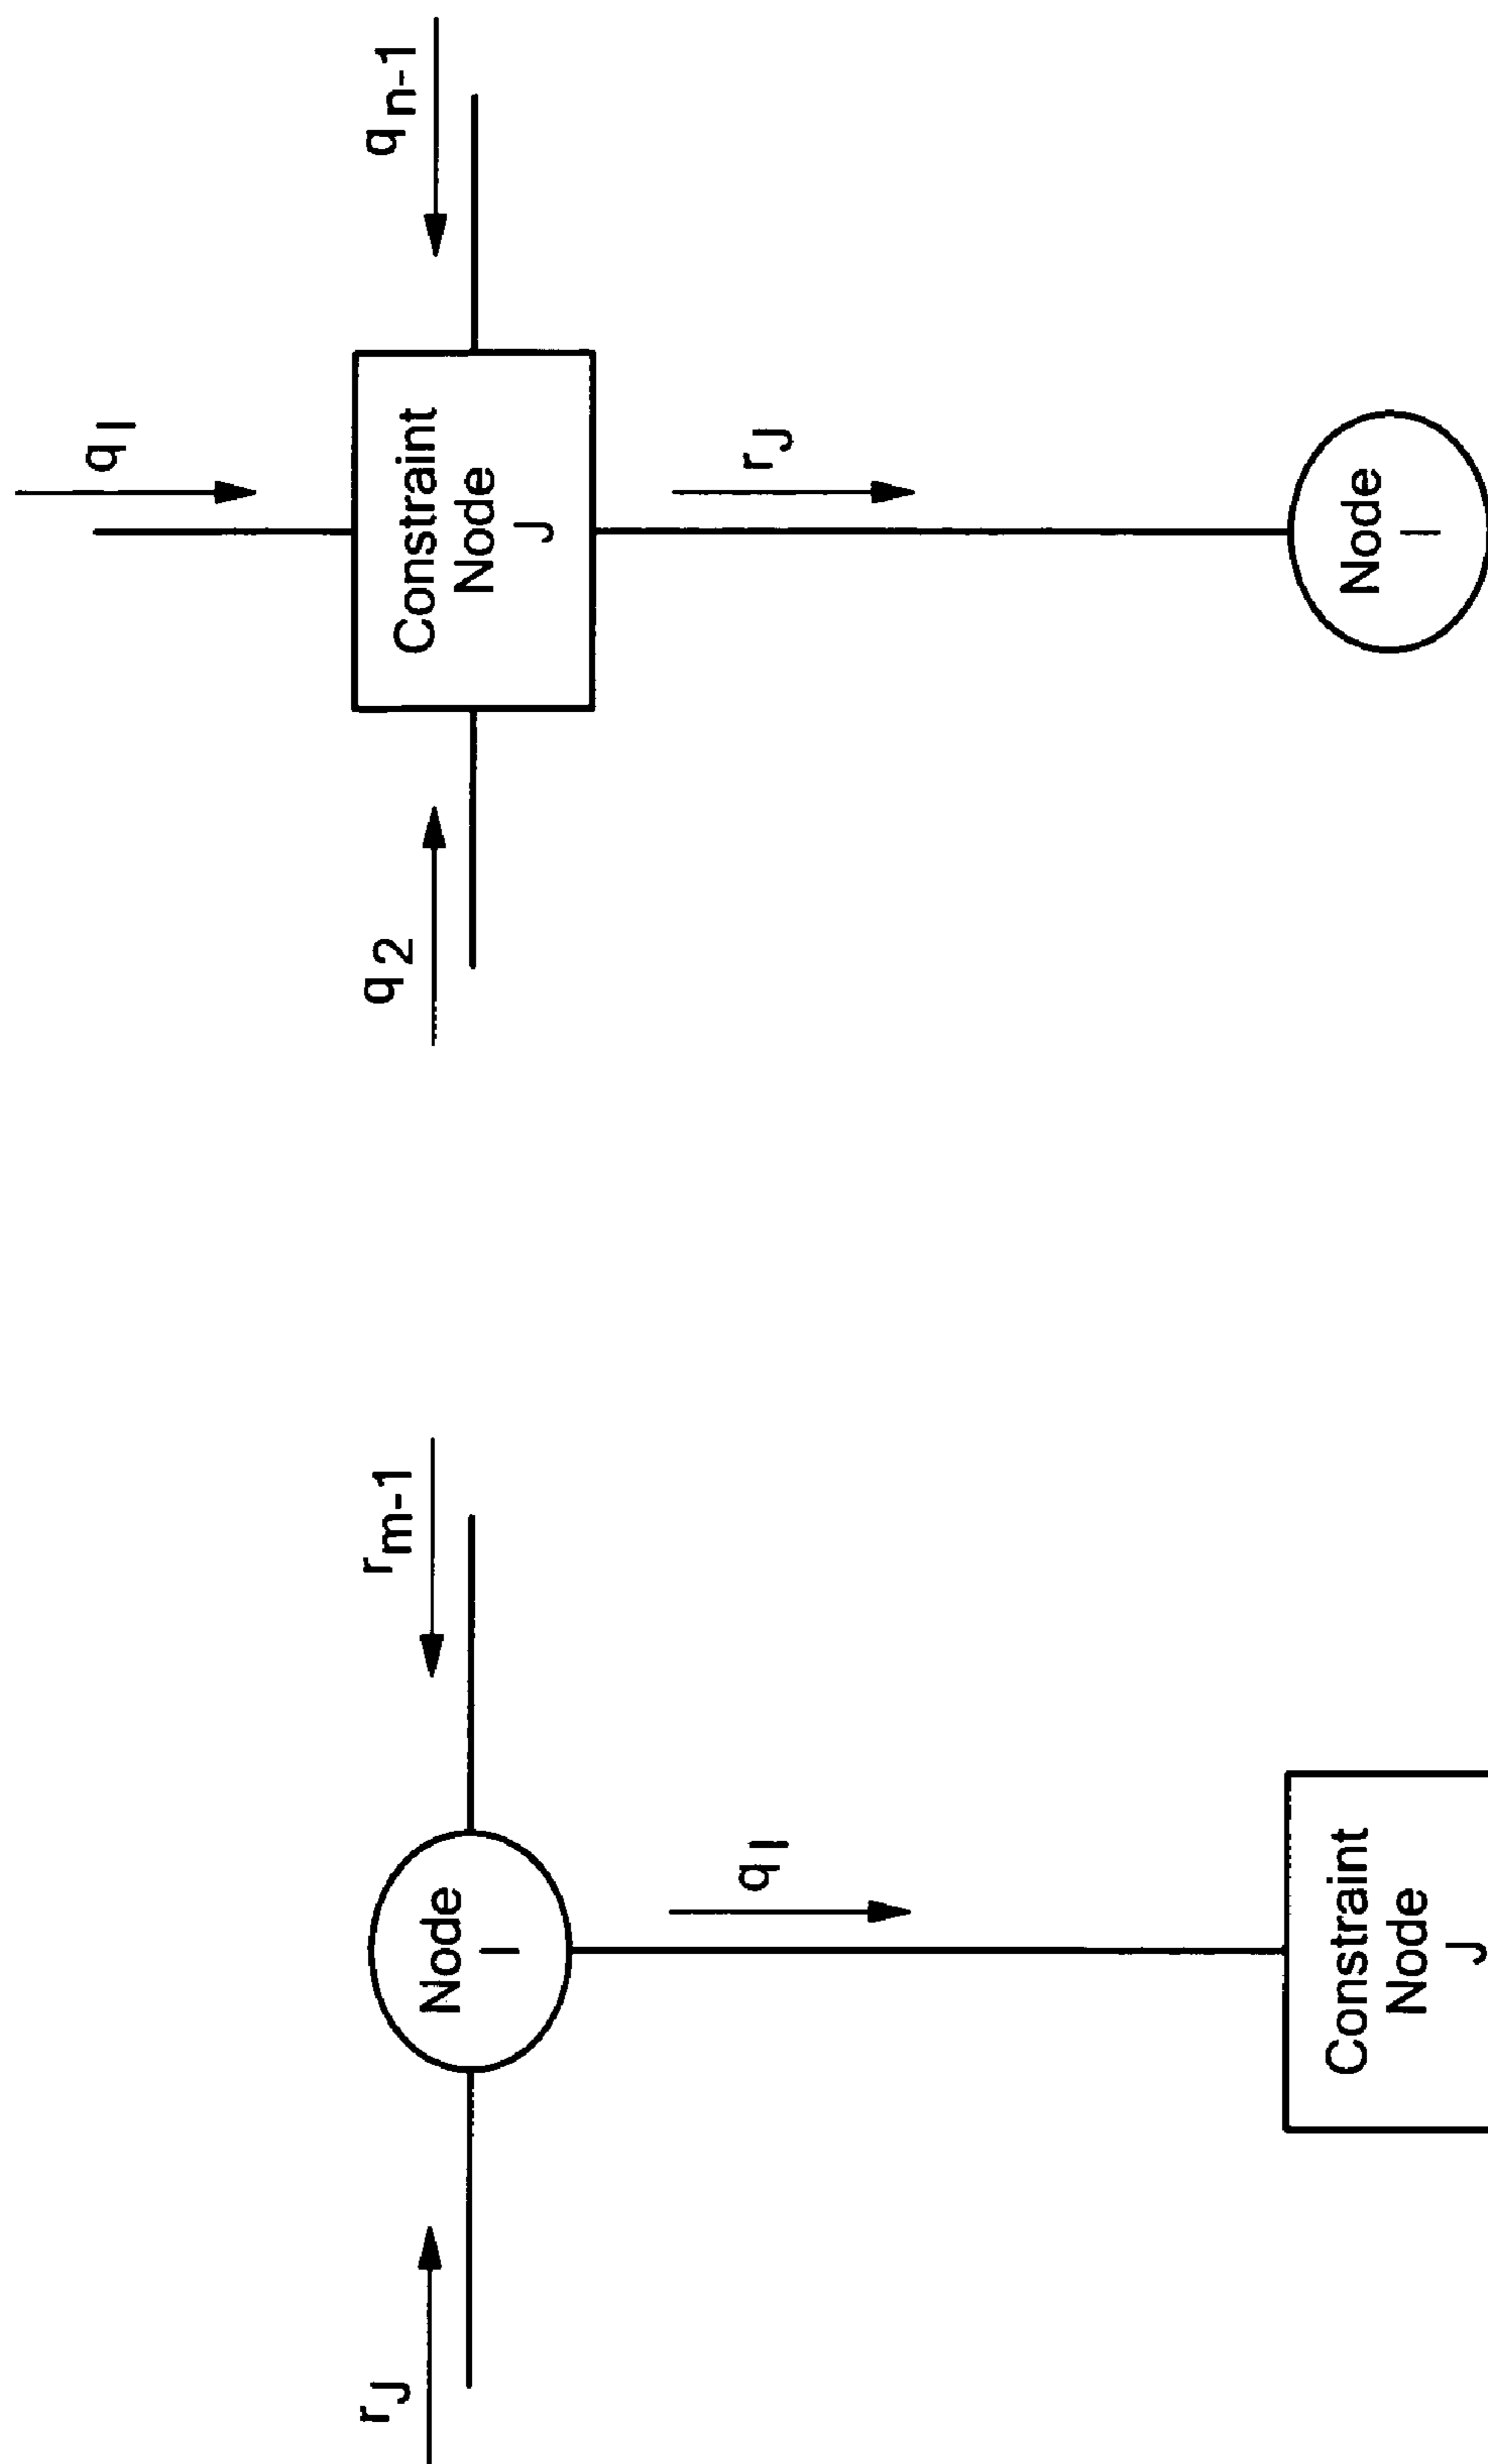 r_J
r_m-1
Node
I
q_I
Constraint
Node
J
q_I
q_2
q_n-1
Constraint
Node
J
r_J
Node
I